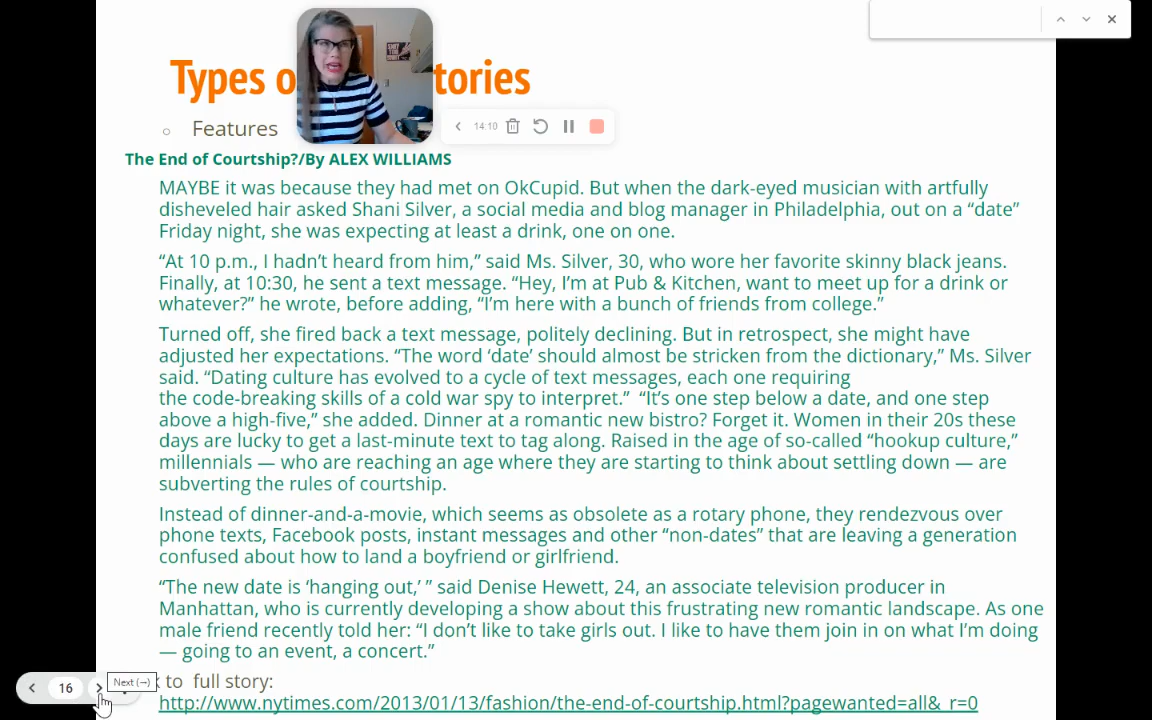 Types o tories
Features
14:10
The End of Courtship?/By ALEX WILLIAMS
MAYBE it was because they had met on OkCupid. But when the dark-eyed musician with artfully
disheveled hair asked Shani Silver, a social media and blog manager in Philadelphia, out on a “date”
Friday night, she was expecting at least a drink, one on one.
“At 10 p.m., I hadn’t heard from him,” said Ms. Silver, 30, who wore her favorite skinny black jeans.
Finally, at 10:30, he sent a text message. “Hey, I’m at Pub & Kitchen, want to meet up for a drink or
whatever?” he wrote, before adding, “I’m here with a bunch of friends from college.”
Turned off, she fired back a text message, politely declining. But in retrospect, she might have
adjusted her expectations. “The word ‘date’ should almost be stricken from the dictionary,” Ms. Silver
said. “Dating culture has evolved to a cycle of text messages, each one requiring
the code-breaking skills of a cold war spy to interpret.” “It’s one step below a date, and one step
above a high-five,” she added. Dinner at a romantic new bistro? Forget it. Women in their 20s these
days are lucky to get a last-minute text to tag along. Raised in the age of so-called “hookup culture,”
millennials — who are reaching an age where they are starting to think about settling down — are
subverting the rules of courtship.
Instead of dinner-and-a-movie, which seems as obsolete as a rotary phone, they rendezvous over
phone texts, Facebook posts, instant messages and other “non-dates” that are leaving a generation
confused about how to land a boyfriend or girlfriend.
“The new date is ‘hanging out,’ ” said Denise Hewett, 24, an associate television producer in
Manhattan, who is currently developing a show about this frustrating new romantic landscape. As one
male friend recently told her: “I don’t like to take girls out. I like to have them join in on what I’m doing
— going to an event, a concert.”
16 Next (→) k to full story:
http://www.nytimes.com/2013/01/13/fashion/the-end-of-courtship.html?pagewanted=all&_r=0